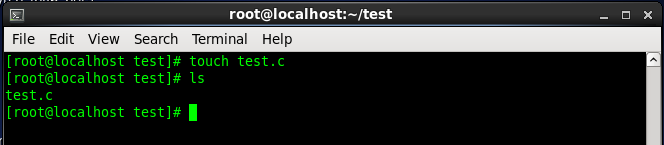 root@localhost:~/test
File Edit View Search Terminal Help
[root@localhost test]# touch test.c
[root@localhost test]# ls
test.c
[root@localhost test]#